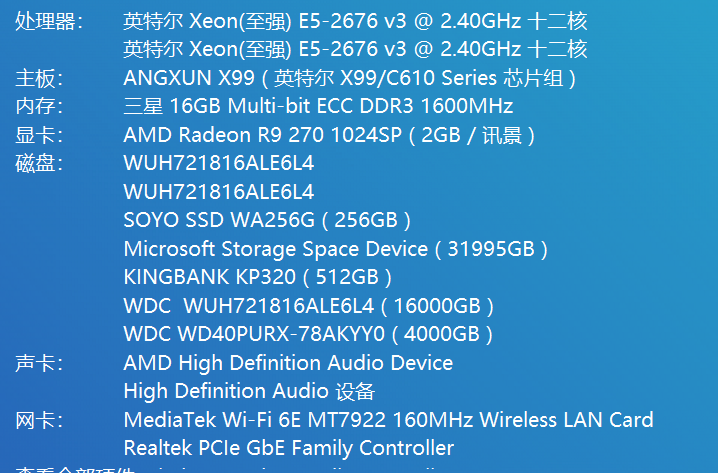 处理器： 英特尔 Xeon(至强) E5-2676 v3 @ 2.40GHz 十二核
英特尔 Xeon(至强) E5-2676 v3 @ 2.40GHz 十二核
主板： ANGXUN X99 ( 英特尔 X99/C610 Series 芯片组 )
内存： 三星 16GB Multi-bit ECC DDR3 1600MHz
显卡： AMD Radeon R9 270 1024SP ( 2GB / 讯景 )
磁盘： WUH721816ALE6L4
WUH721816ALE6L4
SOYO SSD WA256G ( 256GB )
Microsoft Storage Space Device ( 31995GB )
KINGBANK KP320 ( 512GB )
WDC  WUH721816ALE6L4 ( 16000GB )
WDC WD40PURX-78AKYY0 ( 4000GB )
声卡： AMD High Definition Audio Device
High Definition Audio 设备
网卡： MediaTek Wi-Fi 6E MT7922 160MHz Wireless LAN Card
Realtek PCIe GbE Family Controller